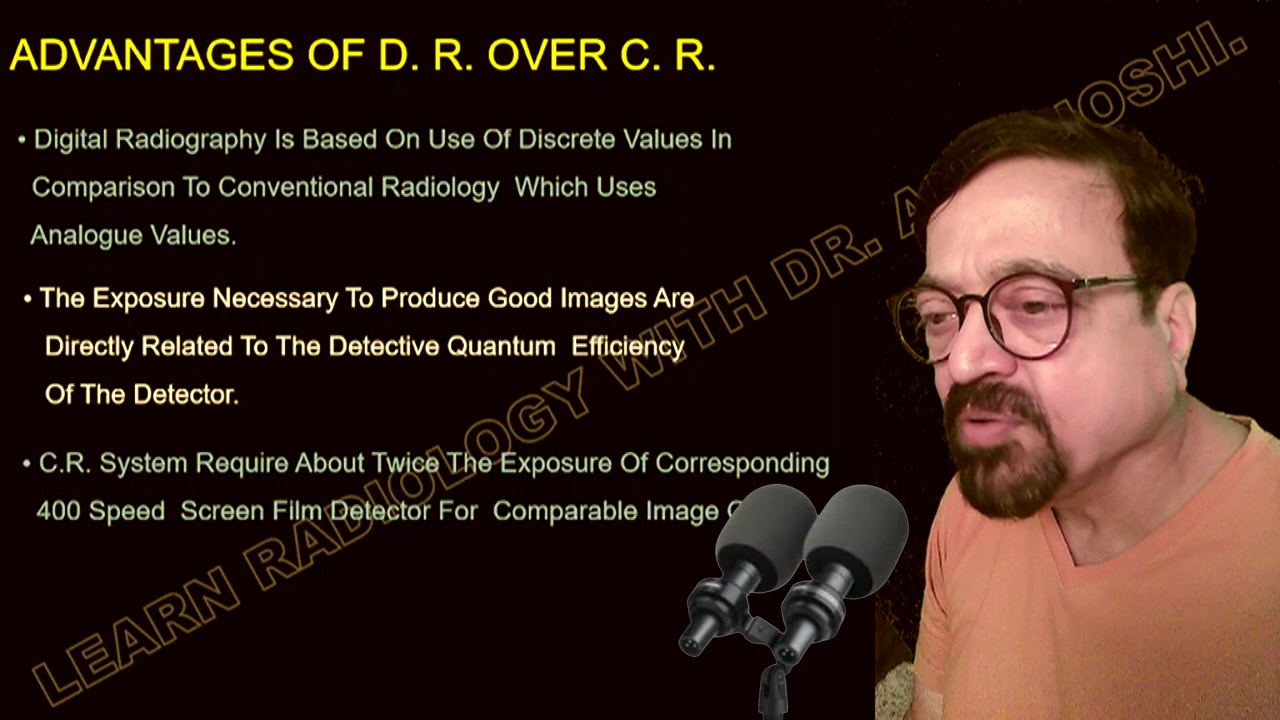 ADVANTAGES OF D. R. OVER C. R.
• Digital Radiography Is Based On Use Of Discrete Values In
Comparison To Conventional Radiology Which Uses
Analogue Values.
• The Exposure Necessary To Produce Good Images Are
Directly Related To The Detective Quantum Efficiency
Of The Detector.
• C.R. System Require About Twice The Exposure Of Corresponding
400 Speed Screen Film Detector For Comparable Image
LEARN RADIOLOGY WITH DR. JOSHI.